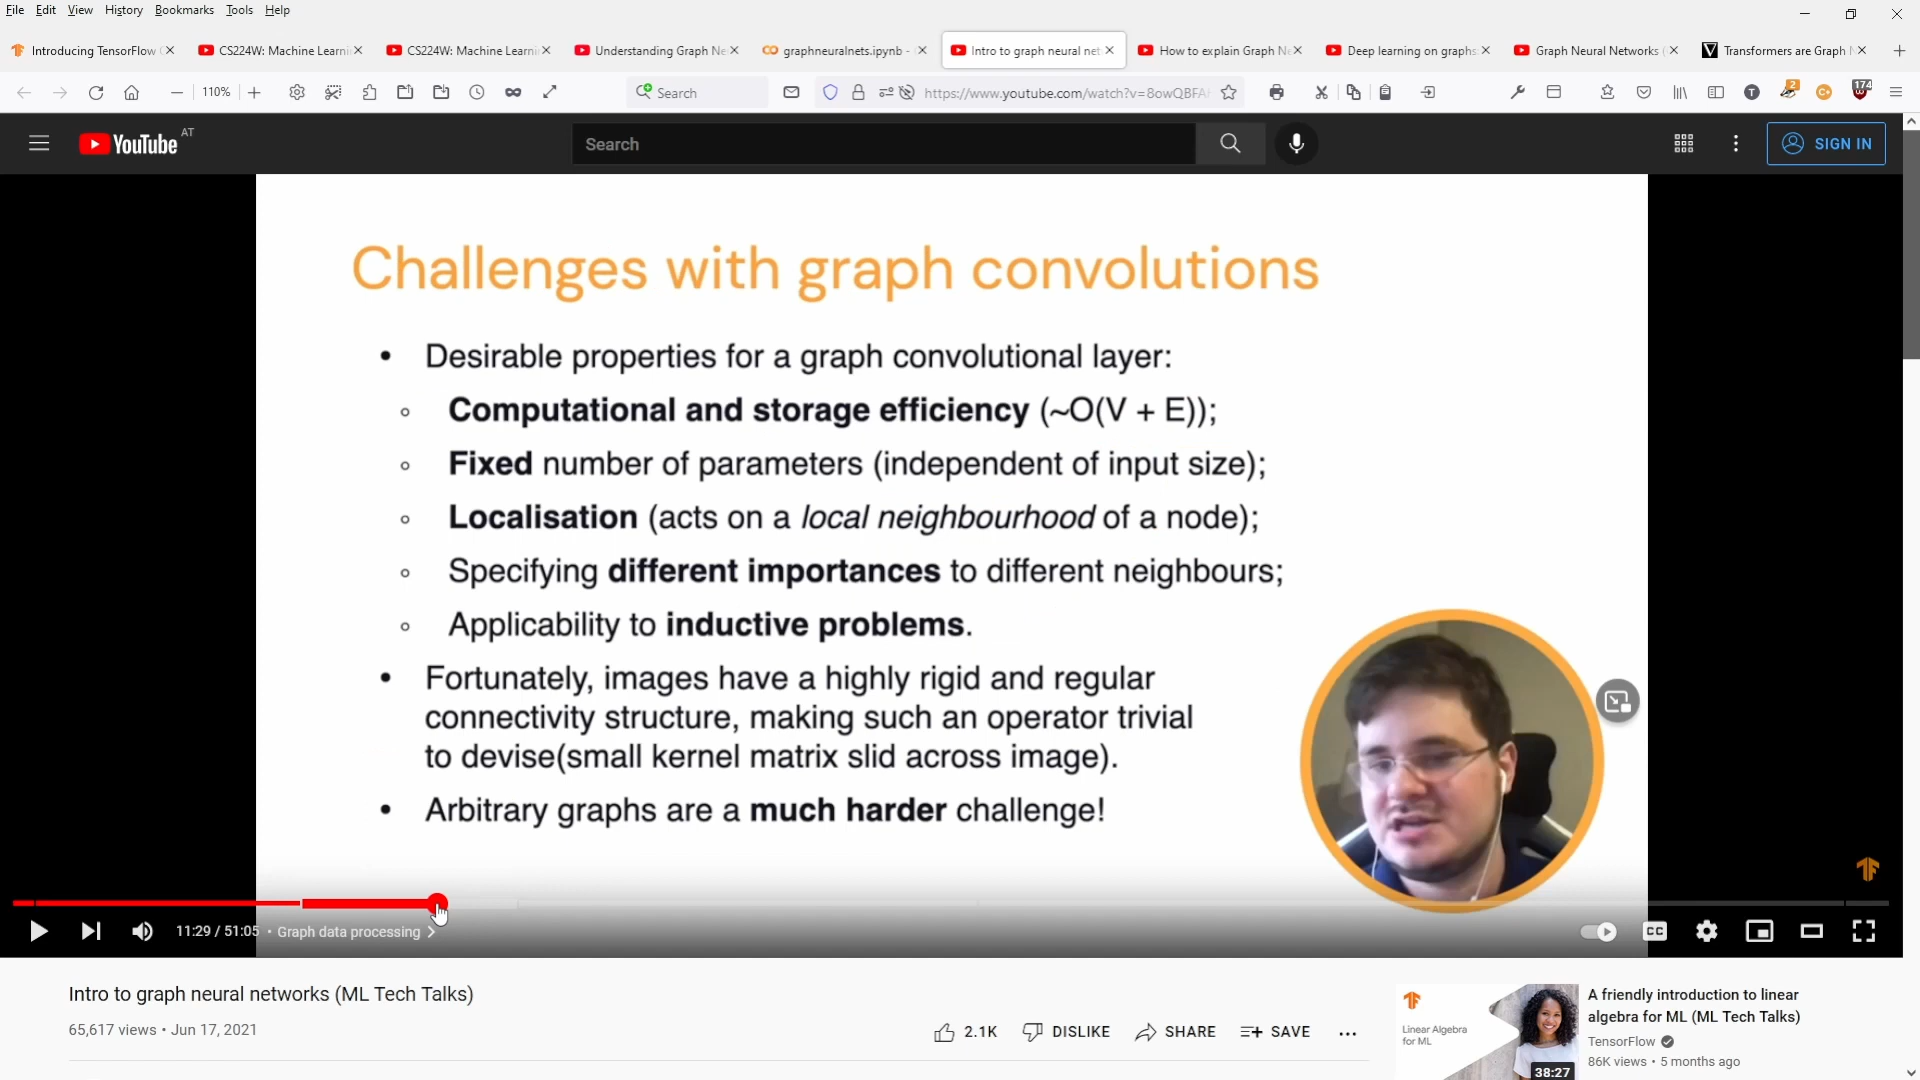 File Edit View History Bookmarks Tools Help
Introducing TensorFlow
CS224W: Machine Learni
CS224W: Machine Learni
Understanding Graph Ne
graphneuralnets.ipynb -
Intro to graph neural net
How to explain Graph N
Deep learning on graphs
Graph Neural Networks
Transformers are Graph
110%
Search
https://www.youtube.com/watch?v=8owQBFA
2
174
YouTube AT
Search
SIGN IN
Challenges with graph convolutions
• Desirable properties for a graph convolutional layer:
◦ Computational and storage efficiency (~O(V + E));
◦ Fixed number of parameters (independent of input size);
◦ Localisation (acts on a local neighbourhood of a node);
◦ Specifying different importances to different neighbours;
◦ Applicability to inductive problems.
• Fortunately, images have a highly rigid and regular
connectivity structure, making such an operator trivial
to devise(small kernel matrix slid across image).
• Arbitrary graphs are a much harder challenge!
11:29 / 51:05 • Graph data processing
CC
Intro to graph neural networks (ML Tech Talks)
65,617 views • Jun 17, 2021
2.1K DISLIKE SHARE SAVE
Linear Algebra
for ML
38:27
A friendly introduction to linear
algebra for ML (ML Tech Talks)
TensorFlow
86K views • 5 months ago